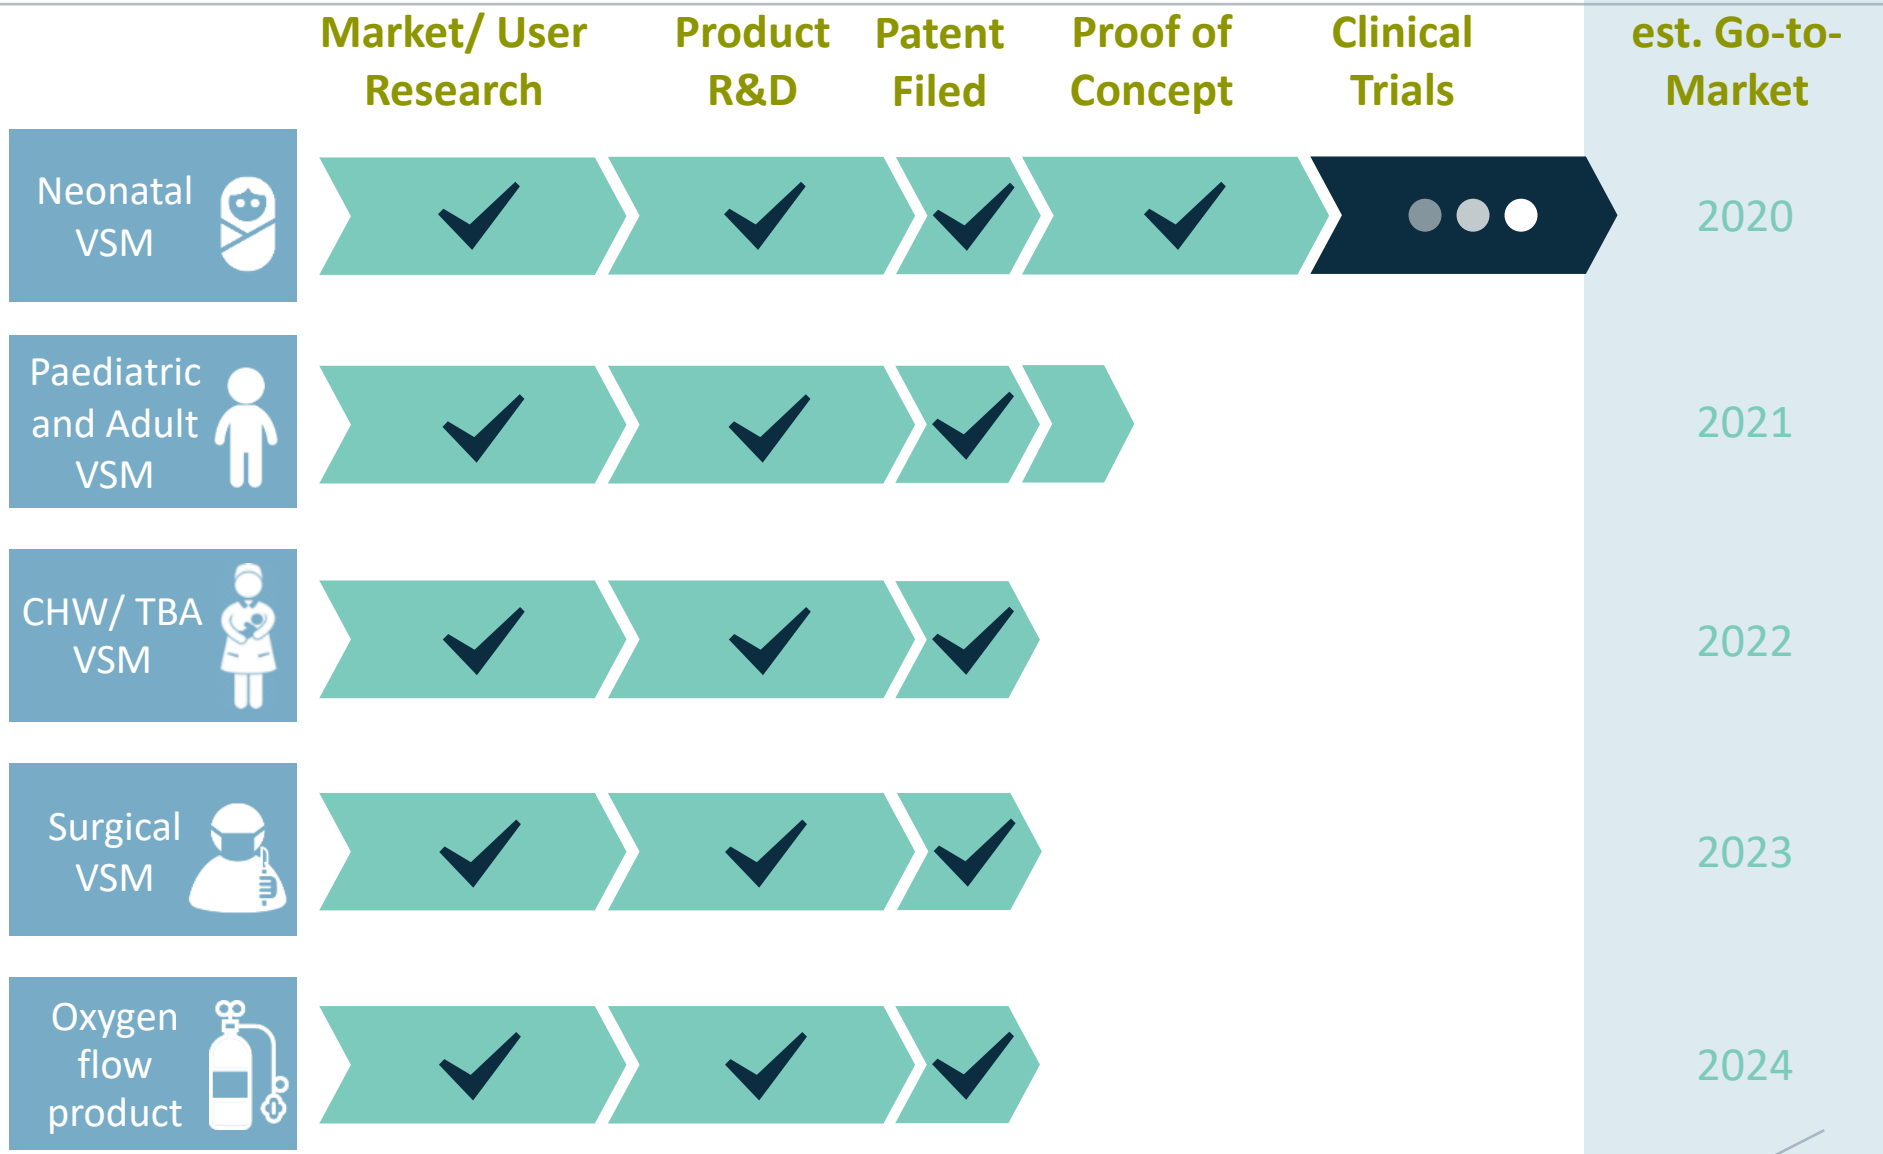 Market/ User
Research
Product
R&D
Patent
Filed
Proof of
Concept
Clinical
Trials
est. Go-to-
Market
Neonatal
VSM
2020
Paediatric
and Adult
VSM
2021
CHW/ TBA
VSM
2022
Surgical
VSM
2023
Oxygen
flow
product
2024